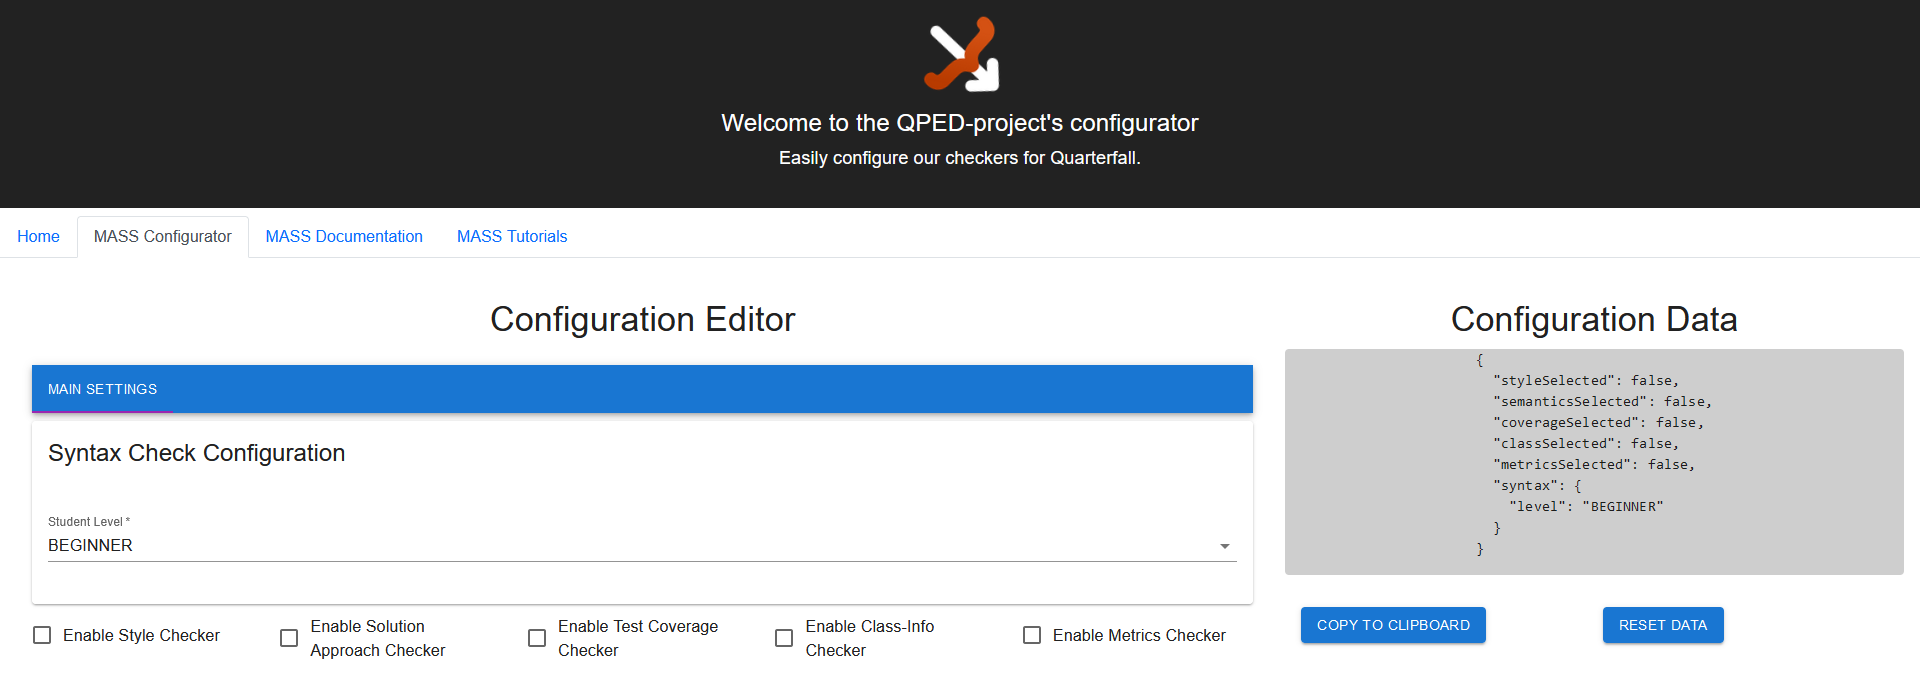 Welcome to the QPED-project's configurator
Easily configure our checkers for Quarterfall.
Home
MASS Configurator
MASS Documentation
MASS Tutorials
Configuration Editor
MAIN SETTINGS
Syntax Check Configuration
Student Level *
BEGINNER
Enable Style Checker
Enable Solution
Approach Checker
Enable Test Coverage
Checker
Enable Class-Info
Checker
Enable Metrics Checker
Configuration Data
{
  "styleSelected": false,
  "semanticsSelected": false,
  "coverageSelected": false,
  "classSelected": false,
  "metricsSelected": false,
  "syntax": {
    "level": "BEGINNER"
  }
}
COPY TO CLIPBOARD
RESET DATA